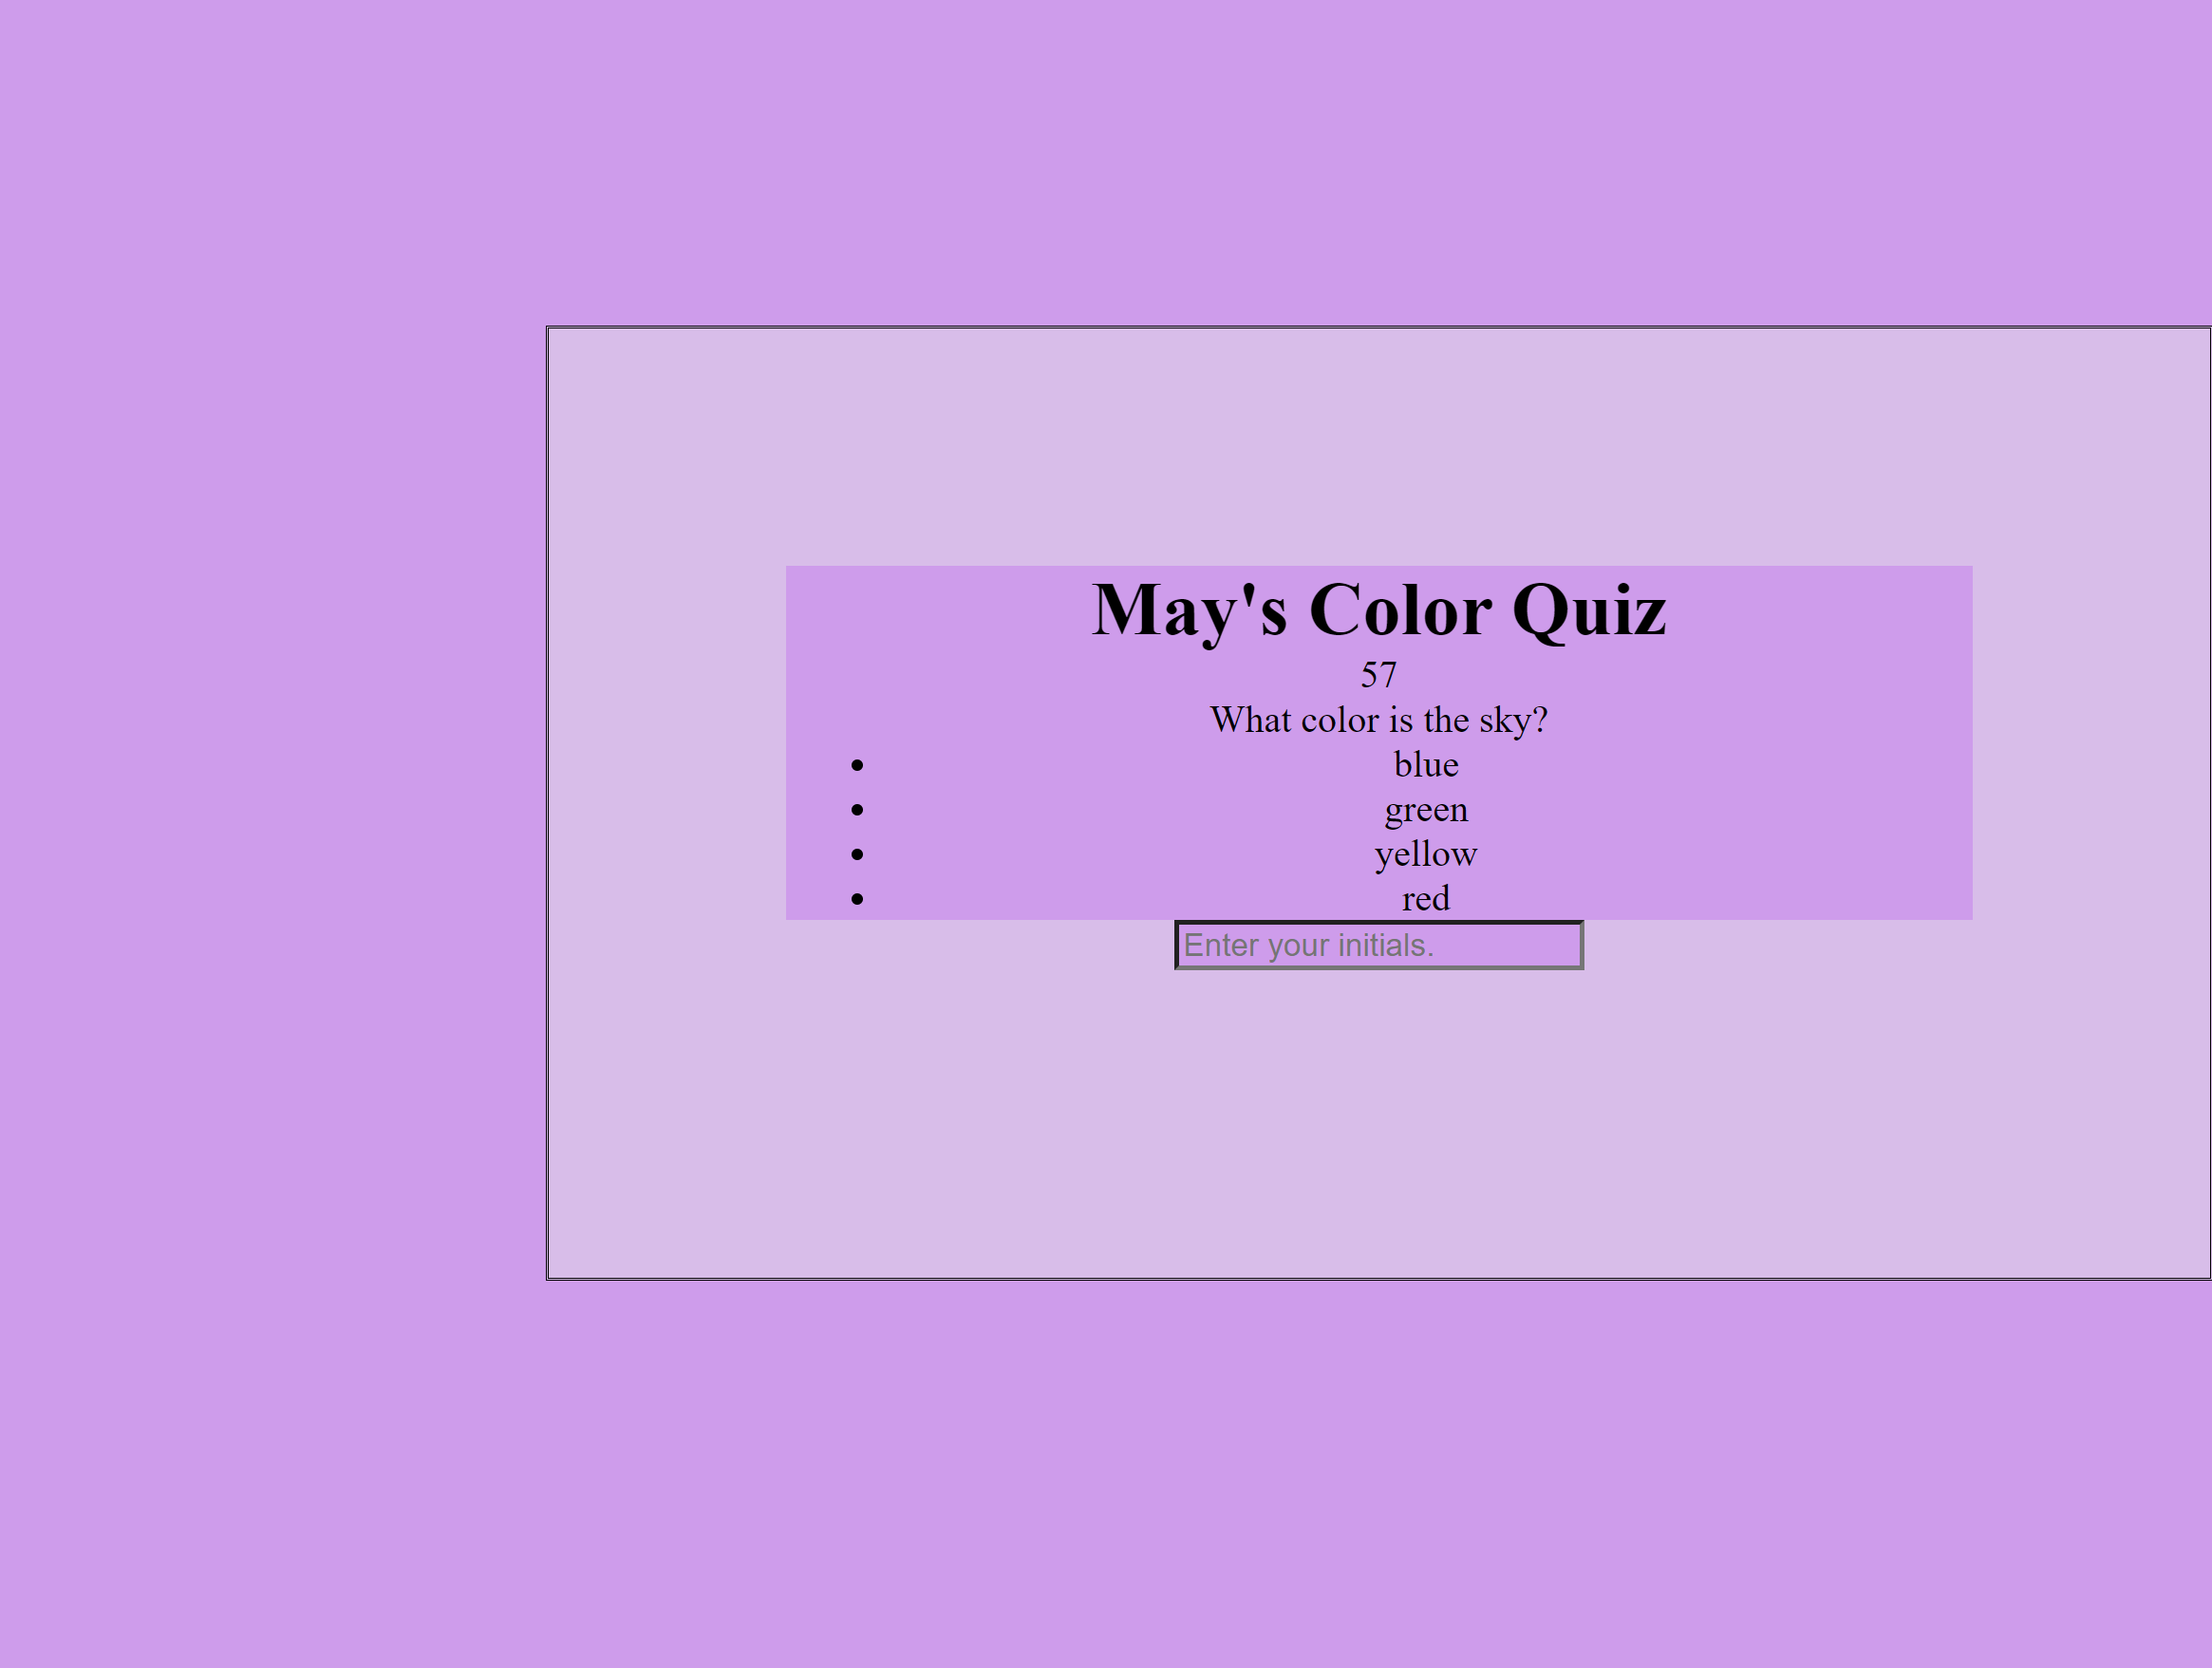 May's Color Quiz
57
What color is the sky?
blue
green
yellow
red
Enter your initials.